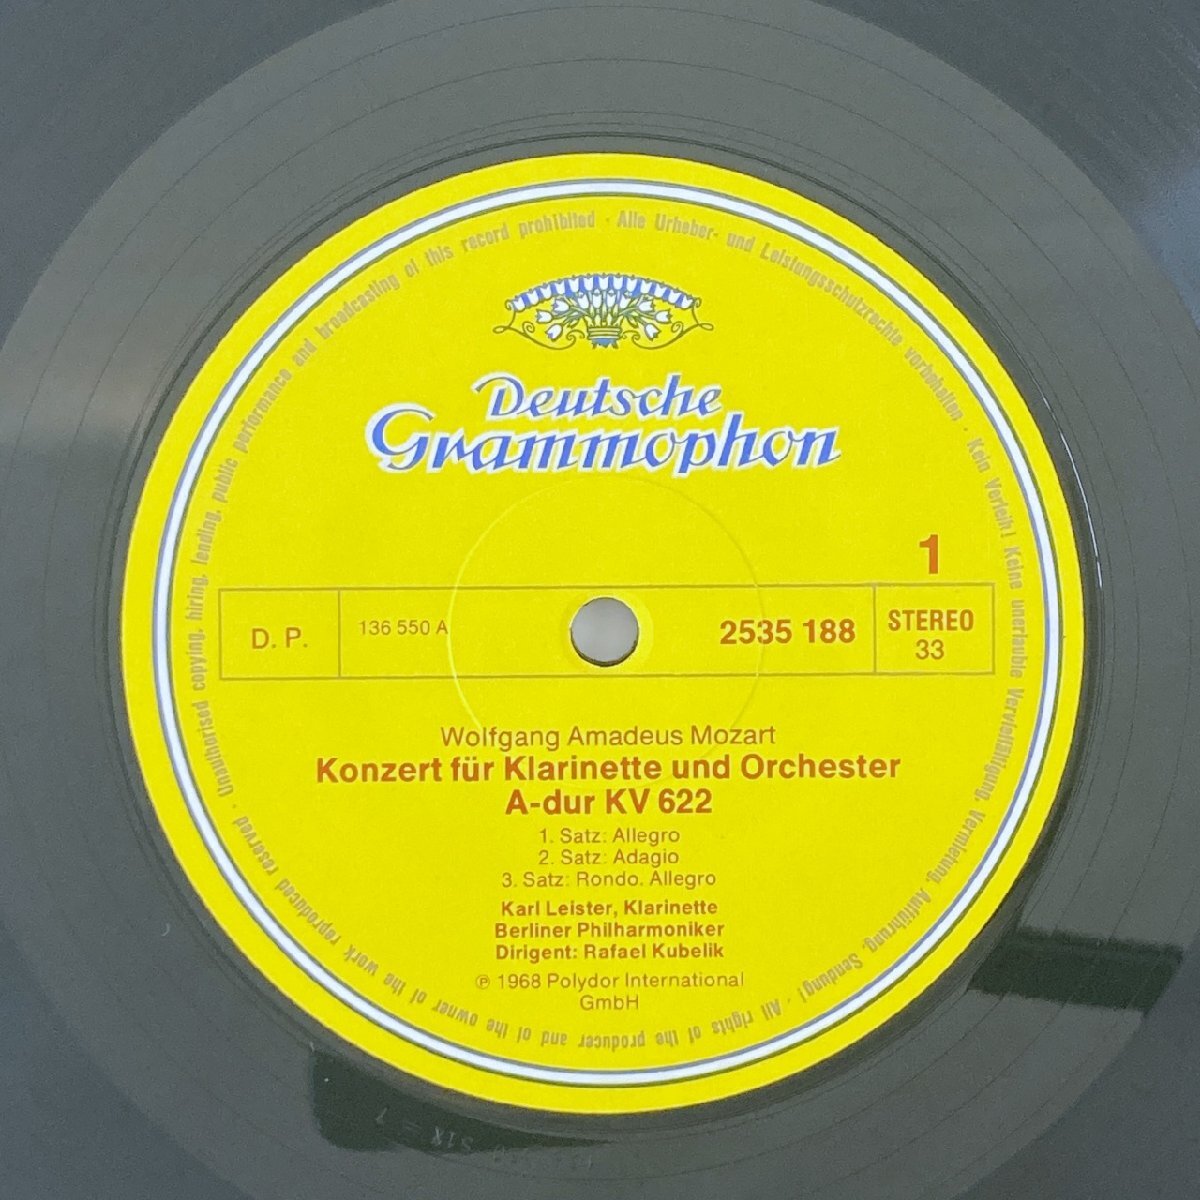 Deutsche
Grammophon
1
D. P.
136 550 A
2535 188
STEREO
33
Wolfgang Amadeus Mozart
Konzert für Klarinette und Orchester
A-dur KV 622
1. Satz: Allegro
2. Satz: Adagio
3. Satz: Rondo. Allegro
Karl Leister, Klarinette
Berliner Philharmoniker
Dirigent: Rafael Kubelik
℗ 1968 Polydor International
GmbH
Alle Urheber- und Leistungsschutzrechte vorbehalten · Kein Verleih! Keine unerlaubte Vervielfältigung, Vermietung, Aufführung, Sendung! · All rights of the producer and of the owner of the work reproduced reserved · Unauthorised copying, hiring, lending, public performance and broadcasting of this record prohibited ·